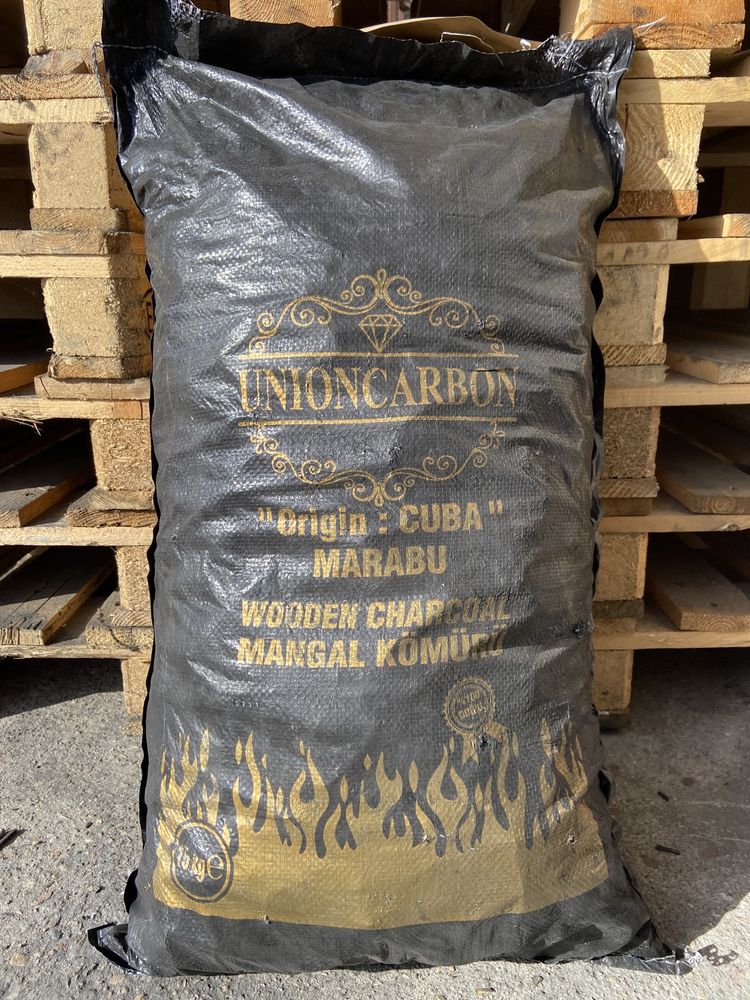 UNIONCARBON
"Origin : CUBA"
MARABU
WOODEN CHARCOAL
MANGAL KÖMÜRÜ